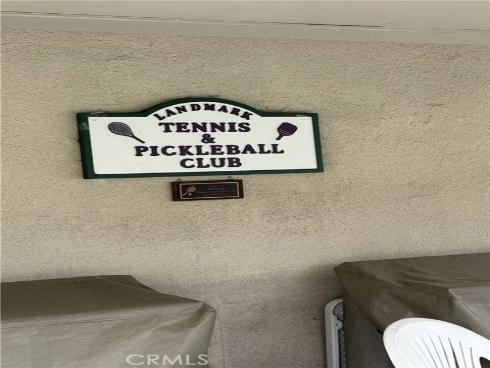 LANDMARK
TENNIS
&
PICKLEBALL
CLUB
CRMLS